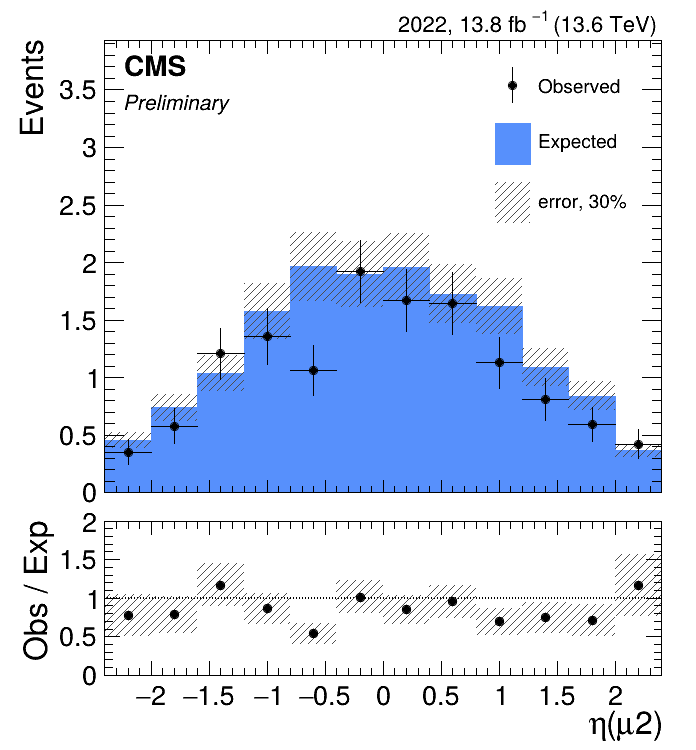 2022, 13.8 fb⁻¹ (13.6 TeV)
CMS
Preliminary
Events
Observed
Expected
error, 30%
3.5
3
2.5
2
1.5
1
0.5
0
Obs / Exp
2
1.5
1
0.5
0
−2 −1.5 −1 −0.5 0 0.5 1 1.5 2
η(μ2)